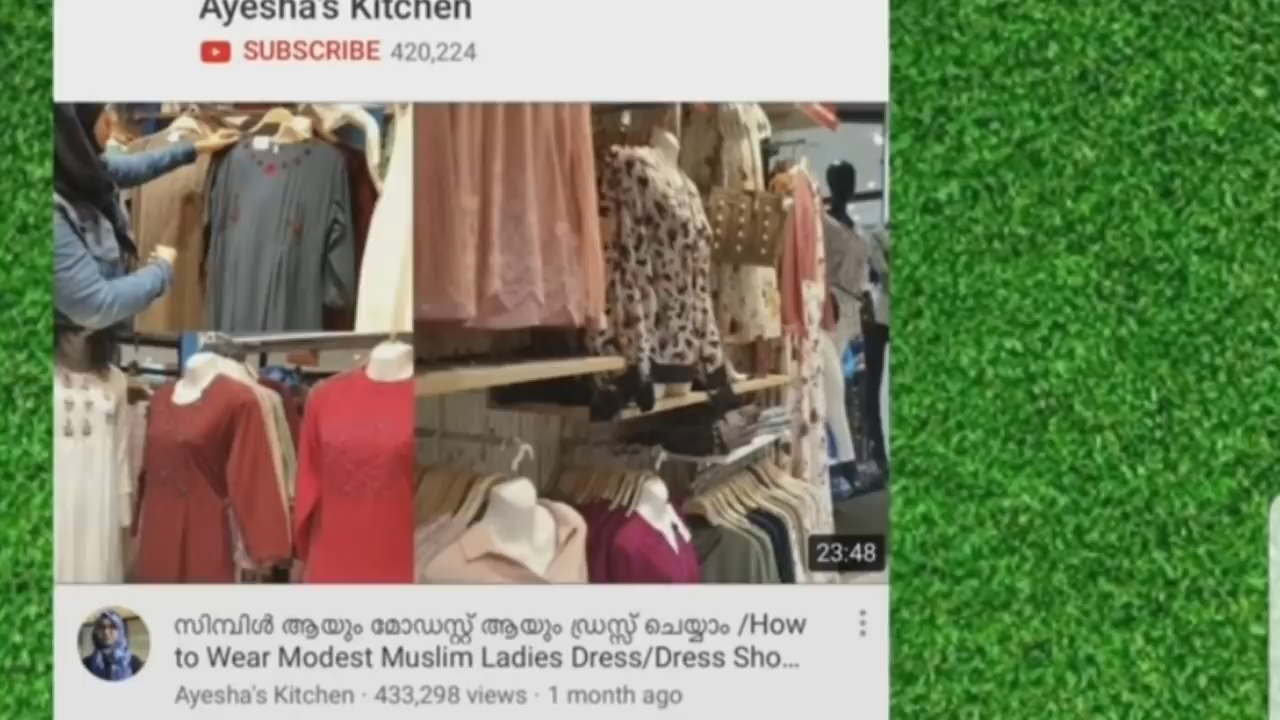 Ayesha's Kitchen
SUBSCRIBE 420,224
23:48
സിമ്പിൾ ആയും മോഡസ്റ്റ് ആയും ഡ്രസ്സ് ചെയ്യാം /How
to Wear Modest Muslim Ladies Dress/Dress Sho...
Ayesha's Kitchen · 433,298 views · 1 month ago